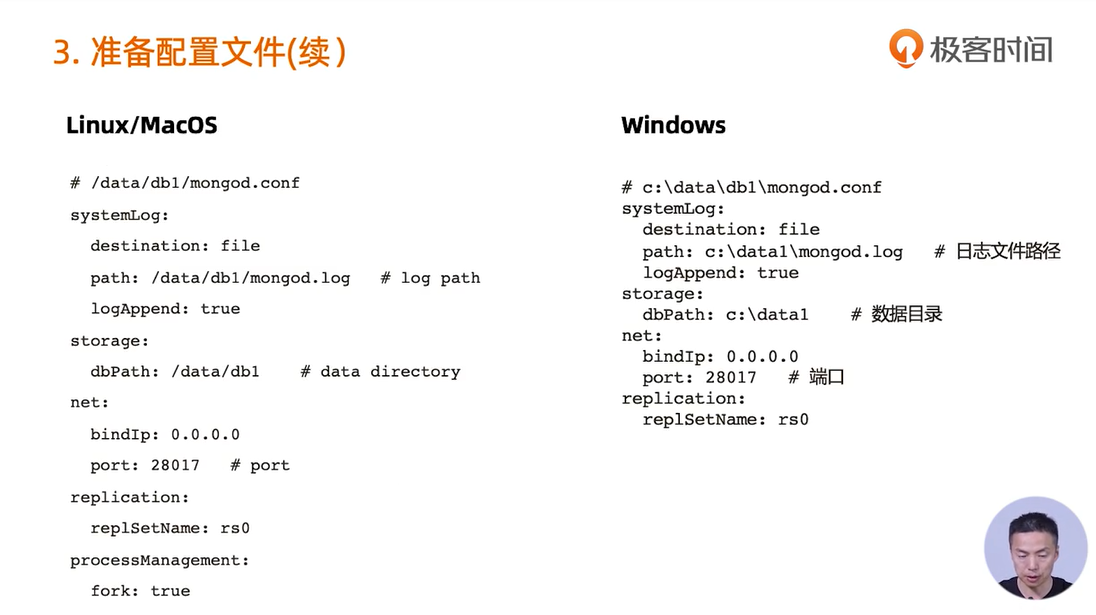 3. 准备配置文件(续）
极客时间
Linux/MacOS
# /data/db1/mongod.conf
systemLog:
destination: file
path: /data/db1/mongod.log # log path
logAppend: true
storage:
dbPath: /data/db1 # data directory
net:
bindIp: 0.0.0.0
port: 28017 # port
replication:
replSetName: rs0
processManagement:
fork: true
Windows
# c:\data\db1\mongod.conf
systemLog:
destination: file
path: c:\data1\mongod.log # 日志文件路径
logAppend: true
storage:
dbPath: c:\data1 # 数据目录
net:
bindIp: 0.0.0.0
port: 28017 # 端口
replication:
replSetName: rs0